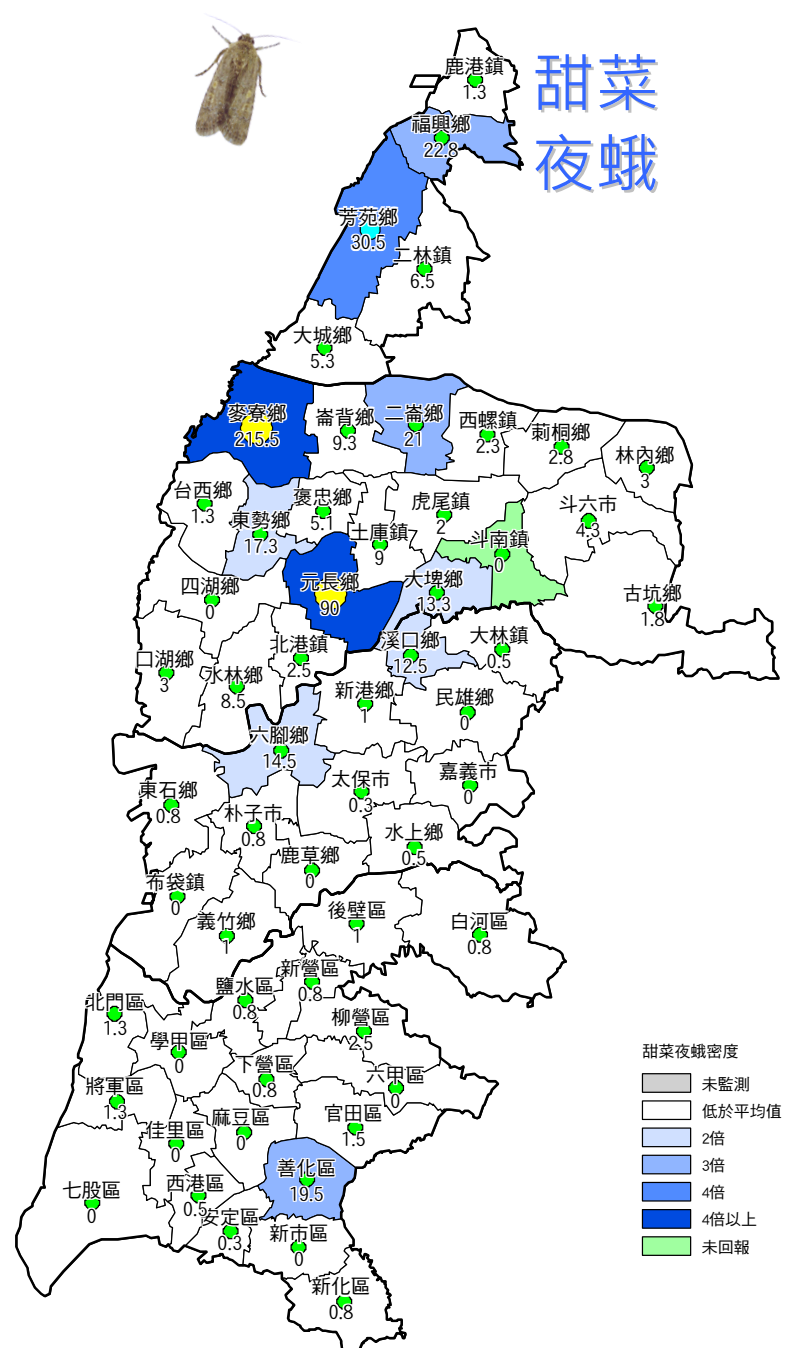 甜菜
夜蛾
鹿港鎮
1.3
福興鄉
22.8
芳苑鄉
30.5
二林鎮
6.5
大城鄉
5.3
麥寮鄉
215.5
崙背鄉
9.3
二崙鄉
21
西螺鎮
2.3
莿桐鄉
2.8
林內鄉
3
台西鄉
1.3
東勢鄉
17.3
褒忠鄉
5.1
土庫鎮
9
虎尾鎮
2
斗南鎮
0
斗六市
4.3
四湖鄉
0
元長鄉
90
大埤鄉
13.3
古坑鄉
1.8
口湖鄉
3
水林鄉
8.5
北港鎮
2.5
溪口鄉
12.5
大林鎮
0.5
新港鄉
1
民雄鄉
0
六腳鄉
14.5
東石鄉
0.8
朴子市
0.8
太保市
0.3
嘉義市
0
水上鄉
0.5
鹿草鄉
0
布袋鎮
0
義竹鄉
1
後壁區
1
白河區
0.8
新營區
0.8
鹽水區
0.8
北門區
1.3
學甲區
0
柳營區
2.5
下營區
0.8
六甲區
0
將軍區
1.3
佳里區
0
麻豆區
0
官田區
1.5
七股區
0
西港區
0.5
善化區
19.5
安定區
0.3
新市區
0
新化區
0.8
甜菜夜蛾密度
未監測
低於平均值
2倍
3倍
4倍
4倍以上
未回報